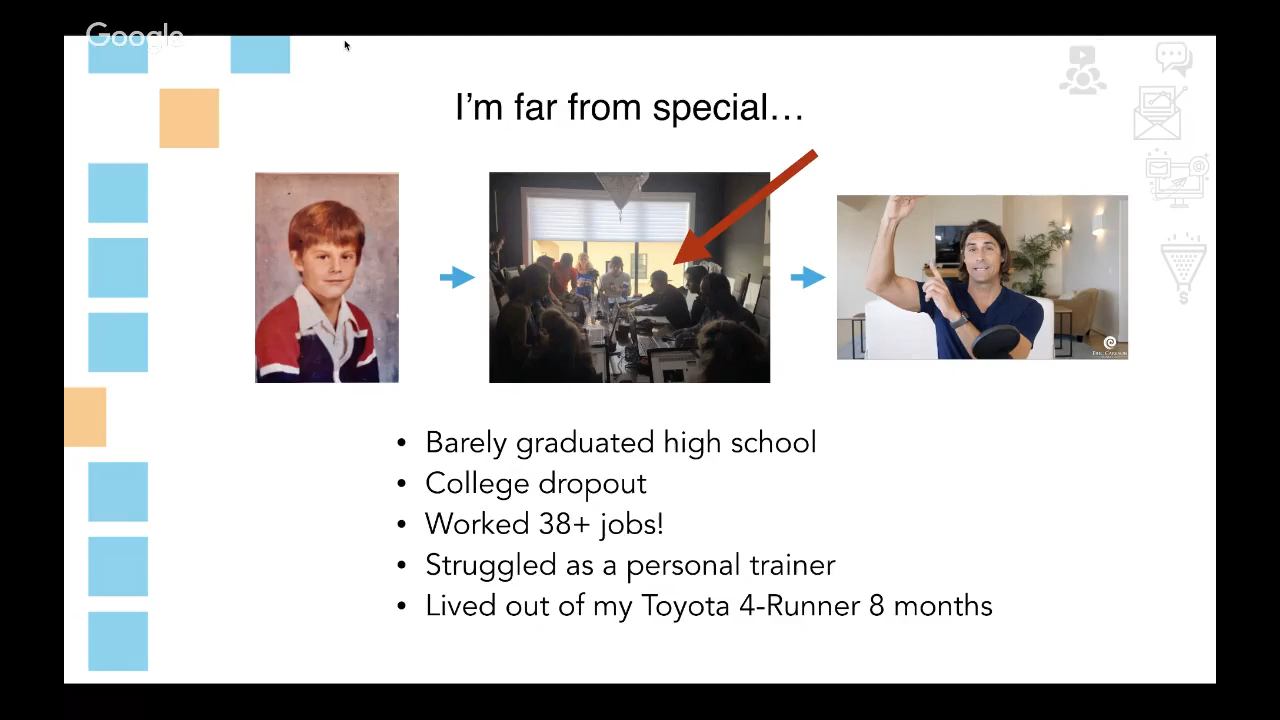 Google
I'm far from special…
• Barely graduated high school
• College dropout
• Worked 38+ jobs!
• Struggled as a personal trainer
• Lived out of my Toyota 4-Runner 8 months